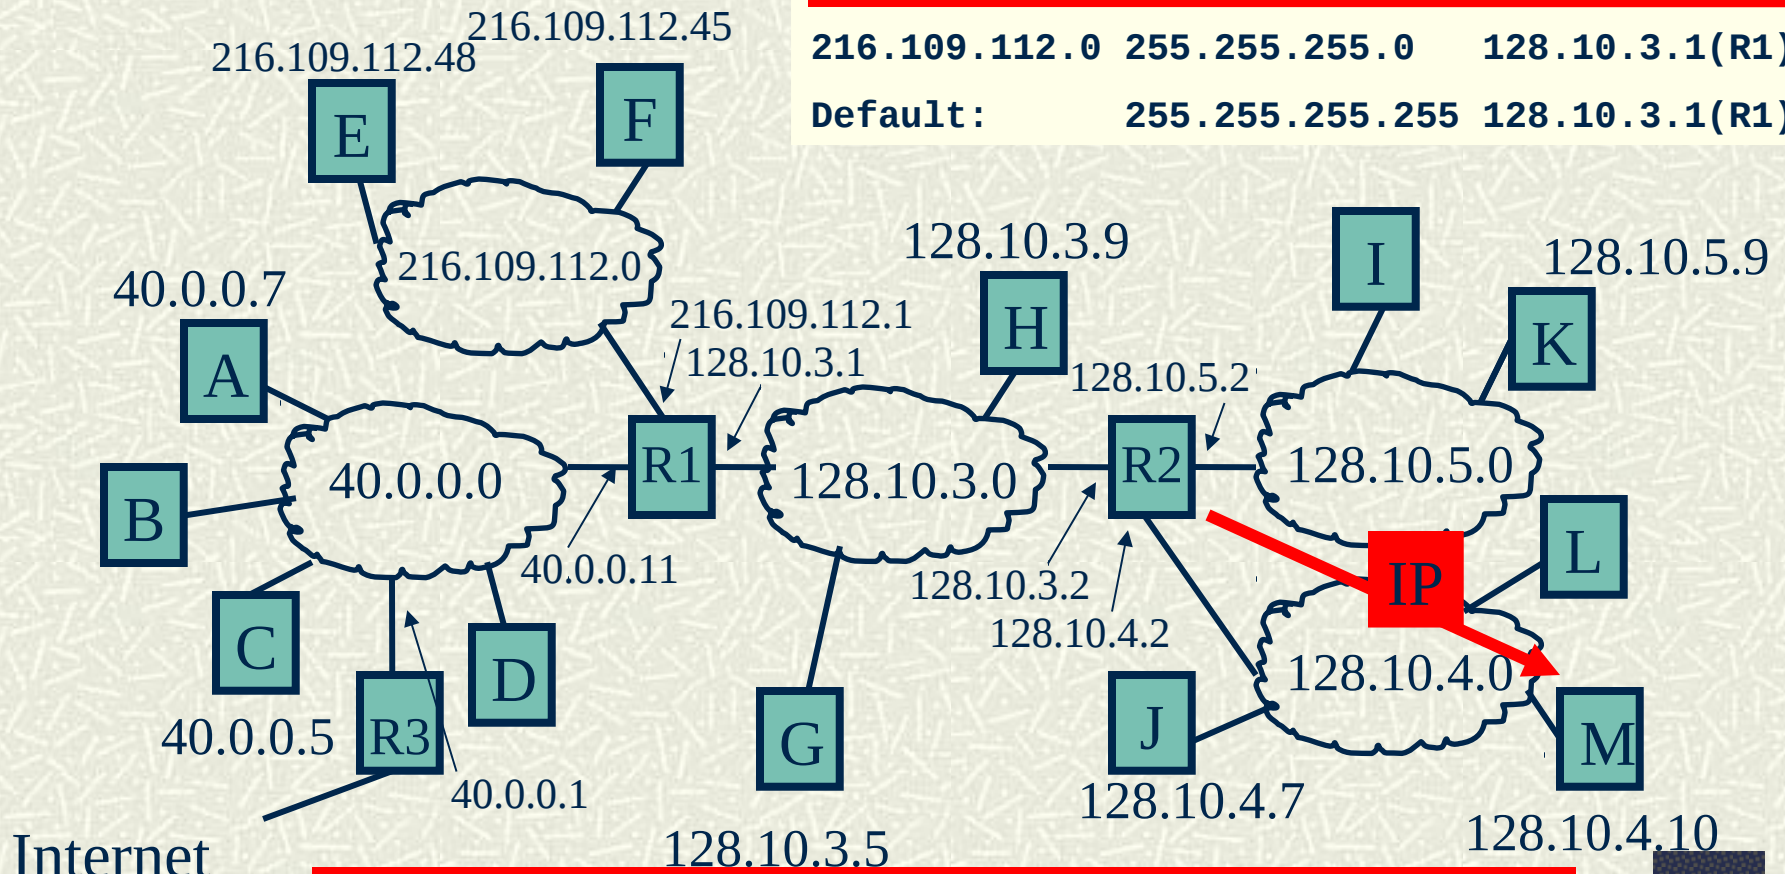 216.109.112.45
216.109.112.48
216.109.112.0 255.255.255.0 128.10.3.1(R1)
Default: 255.255.255.255 128.10.3.1(R1)
E
F
216.109.112.0
40.0.0.7
A
216.109.112.1
128.10.3.1
128.10.3.9
H
I
128.10.5.9
K
128.10.5.2
B
40.0.0.0
R1
128.10.3.0
R2
128.10.5.0
L
40.0.0.11
128.10.3.2
128.10.4.2
IP
128.10.4.0
C
D
40.0.0.5
R3
40.0.0.1
G
J
M
128.10.4.7
128.10.4.10
128.10.3.5
Internet